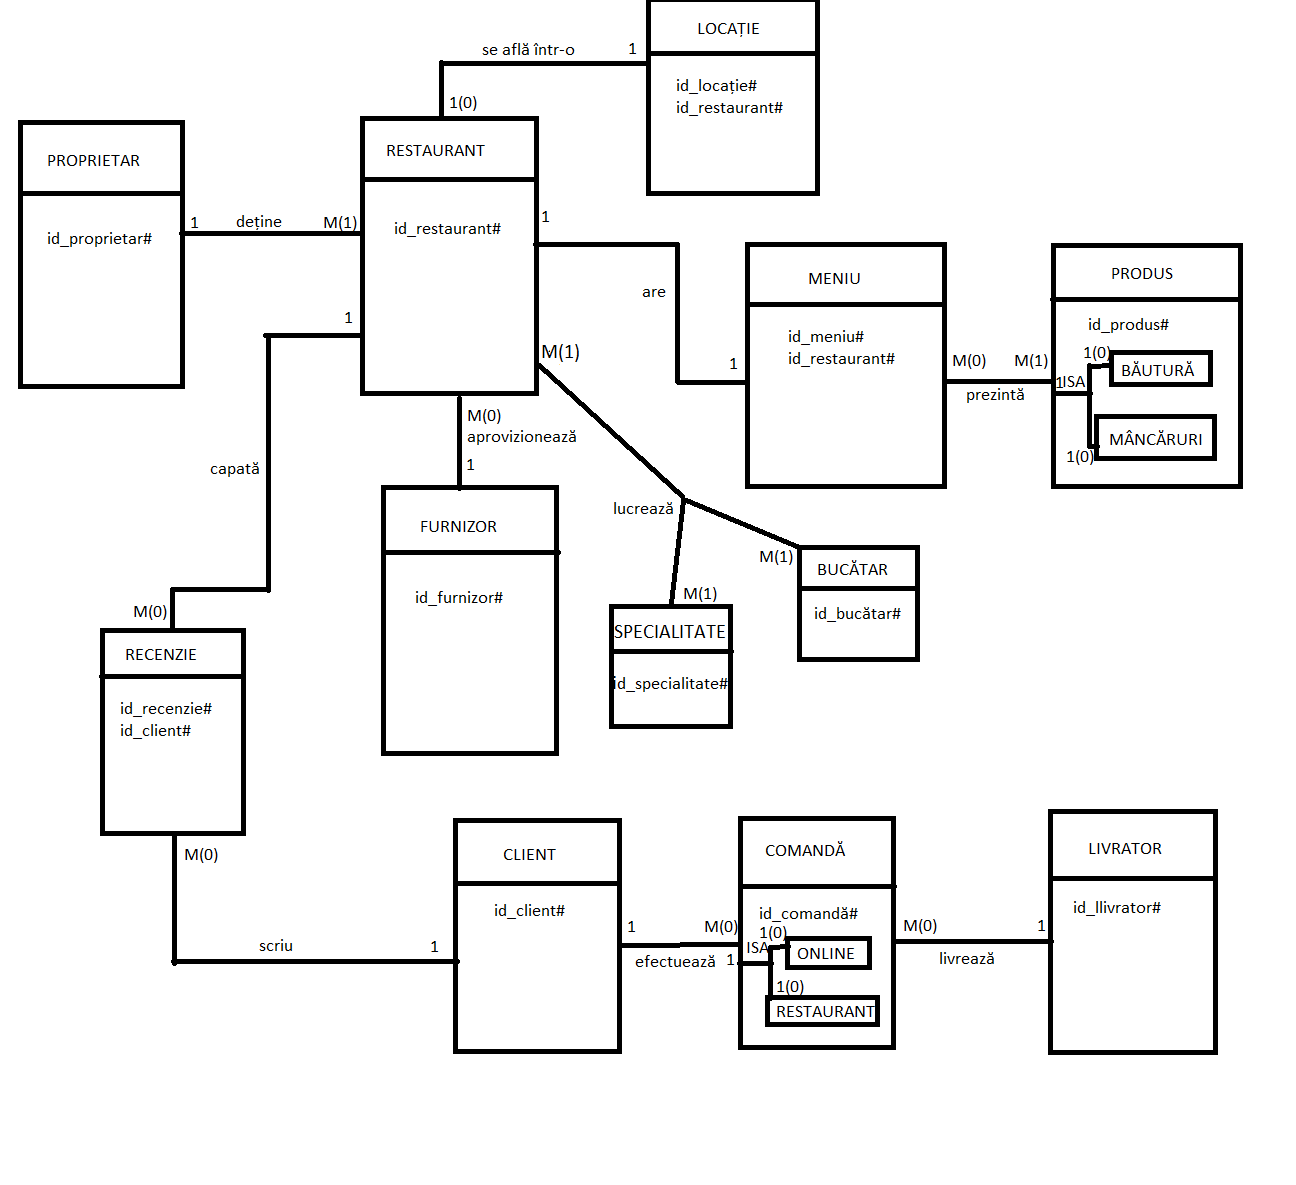 LOCAȚIE
se află într-o
1
id_locație#
id_restaurant#
1(0)
PROPRIETAR
RESTAURANT
1
deține
M(1)
id_proprietar#
id_restaurant#
1
are
1
MENIU
id_meniu#
id_restaurant#
M(0)
M(1)
prezintă
PRODUS
id_produs#
1(0)
BĂUTURĂ
1
ISA
MÂNCĂRURI
1(0)
1
capată
M(0)
M(0)
aprovizionează
1
FURNIZOR
id_furnizor#
M(1)
lucrează
M(1)
M(1)
BUCĂTAR
id_bucătar#
SPECIALITATE
id_specialitate#
RECENZIE
id_recenzie#
id_client#
M(0)
scriu
1
CLIENT
id_client#
1
M(0)
efectuează
COMANDĂ
id_comandă#
1(0)
ISA
1
ONLINE
1(0)
RESTAURANT
M(0)
1
livrează
LIVRATOR
id_llivrator#